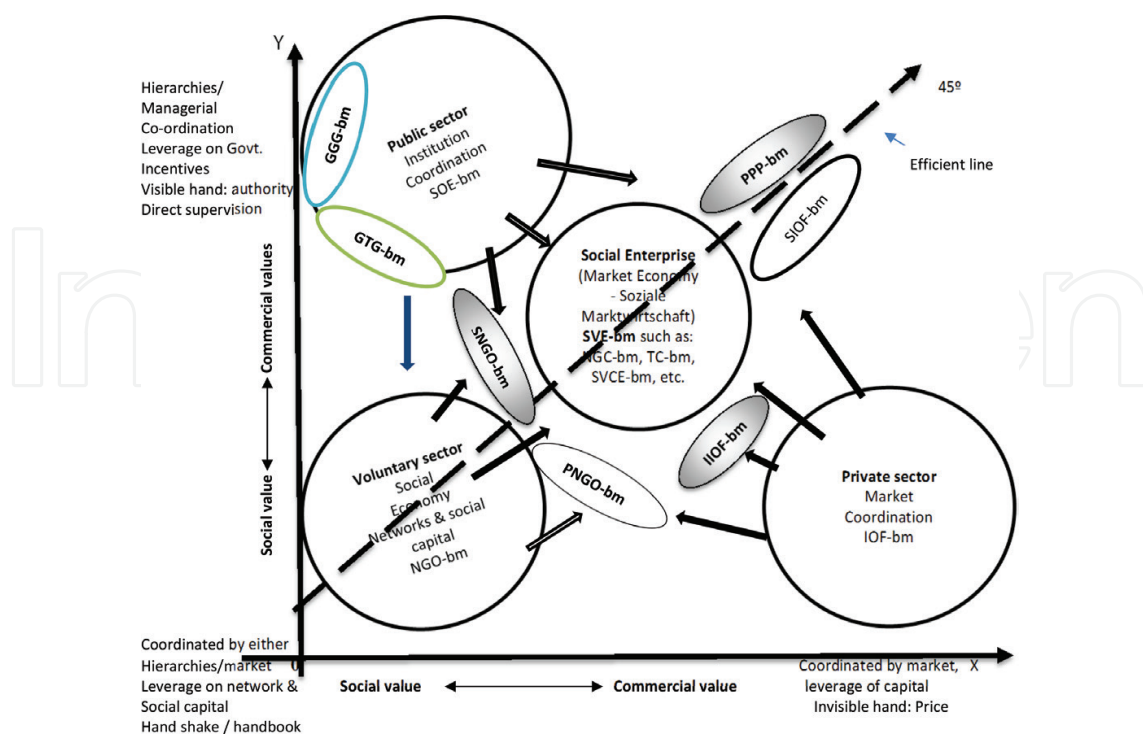 Y
Hierarchies/
Managerial
Co-ordination
Leverage on Govt.
Incentives
Visible hand: authority
Direct supervision
GGG-bm
Public sector
Institution
Coordination
SOE-bm
GTG-bm
PPP-bm
45º
Efficient line
SIOF-bm
Social Enterprise
(Market Economy
- Soziale
Marktwirtschaft)
SVE-bm such as:
NGC-bm, TC-bm,
SVCE-bm, etc.
SNGO-bm
Commercial values
Social value
Voluntary sector
Social
Economy
Networks & social
capital
NGO-bm
PNGO-bm
IIOF-bm
Private sector
Market
Coordination
IOF-bm
Coordinated by either
Hierarchies/market 0
Leverage on network &
Social capital
Hand shake / handbook
Social value
Commercial value
Coordinated by market, X
leverage of capital
Invisible hand: Price